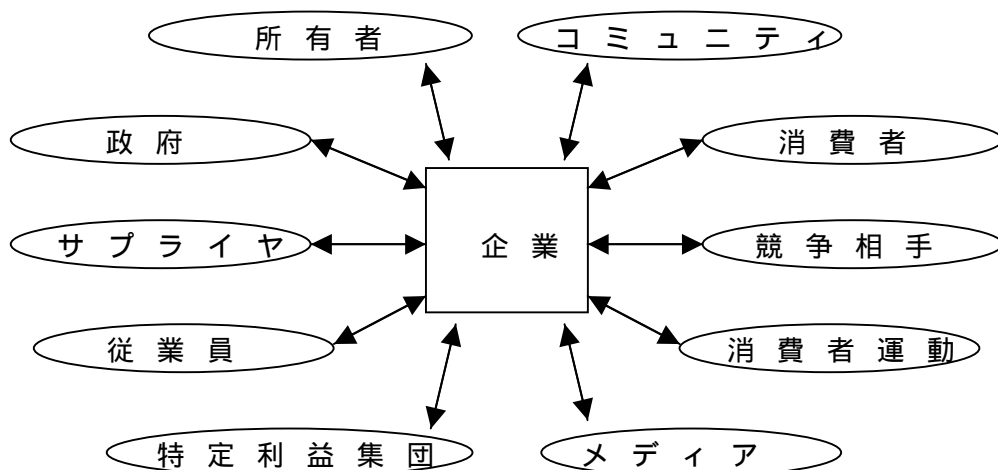 所有者
コミュニティ
政府
消費者
サプライヤ
企業
競争相手
従業員
消費者運動
特定利益集団
メディア